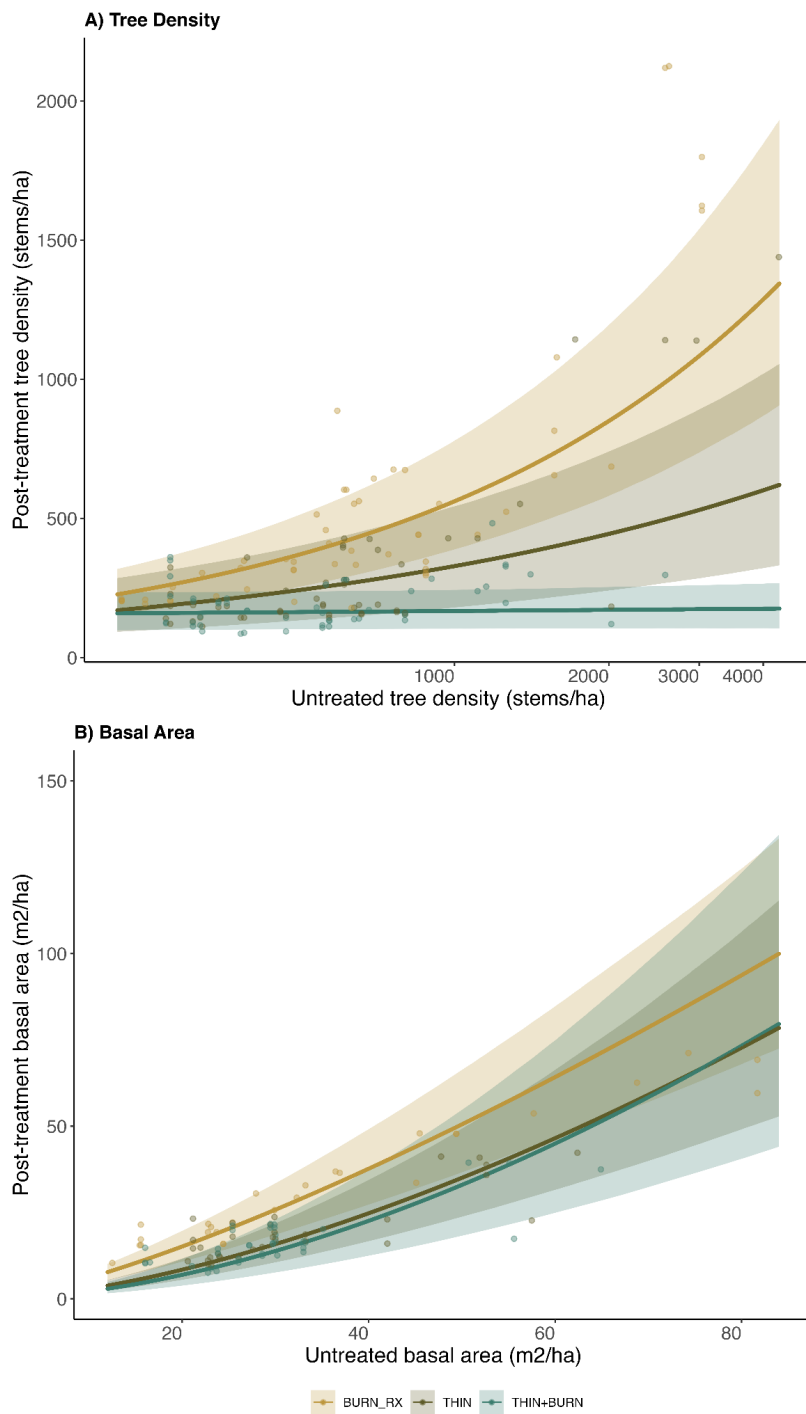 A) Tree Density
2000
1500
1000
500
0
Post-treatment tree density (stems/ha)
1000 2000 3000 4000
Untreated tree density (stems/ha)
B) Basal Area
150
100
50
0
Post-treatment basal area (m2/ha)
20 40 60 80
Untreated basal area (m2/ha)
BURN_RX THIN THIN+BURN